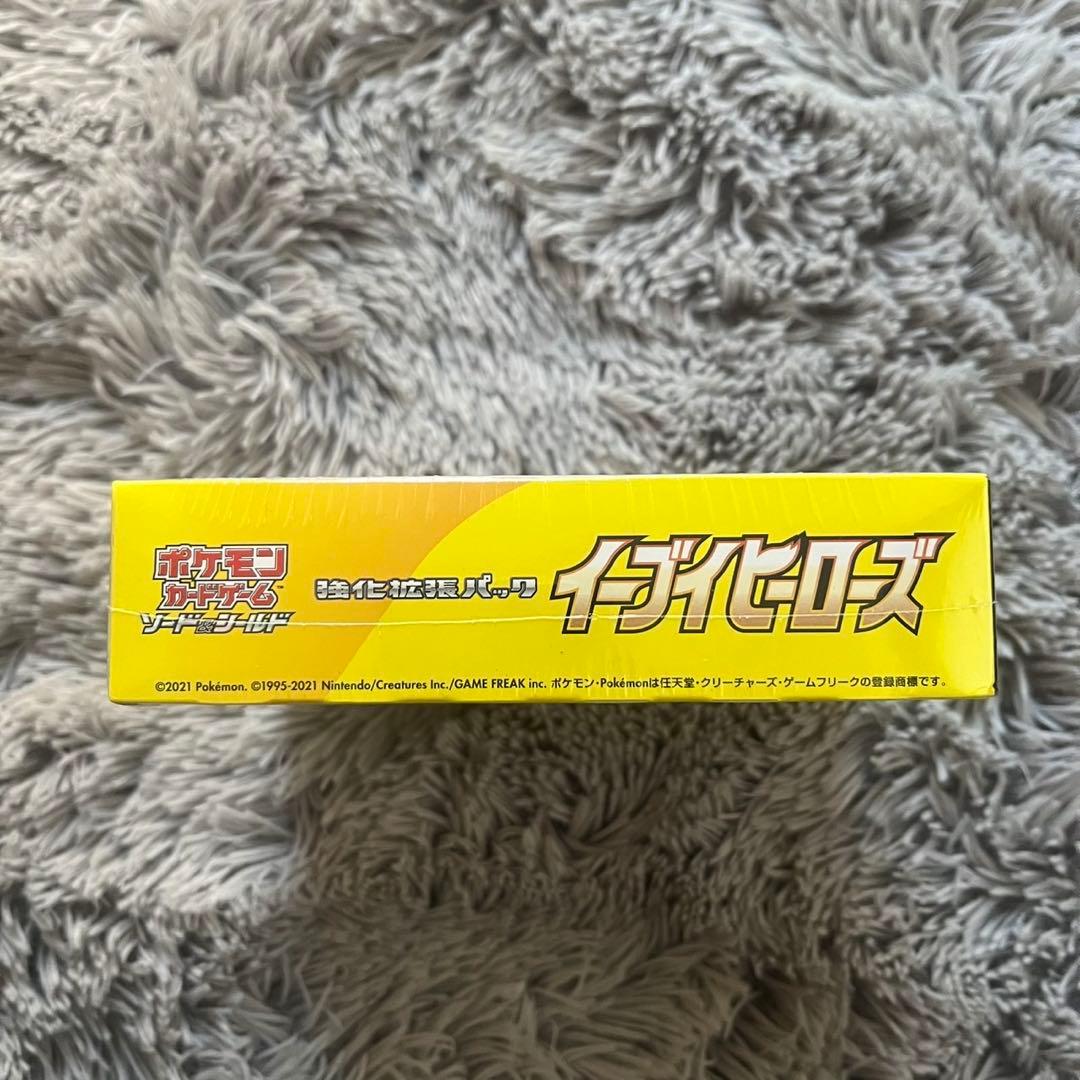 ポケモン
カードゲーム™
ソード&シールド
強化拡張パック
イーブイヒーローズ
©2021 Pokémon. ©1995-2021 Nintendo/Creatures Inc./GAME FREAK inc. ポケモン・Pokémonは任天堂・クリーチャーズ・ゲームフリークの登録商標です。